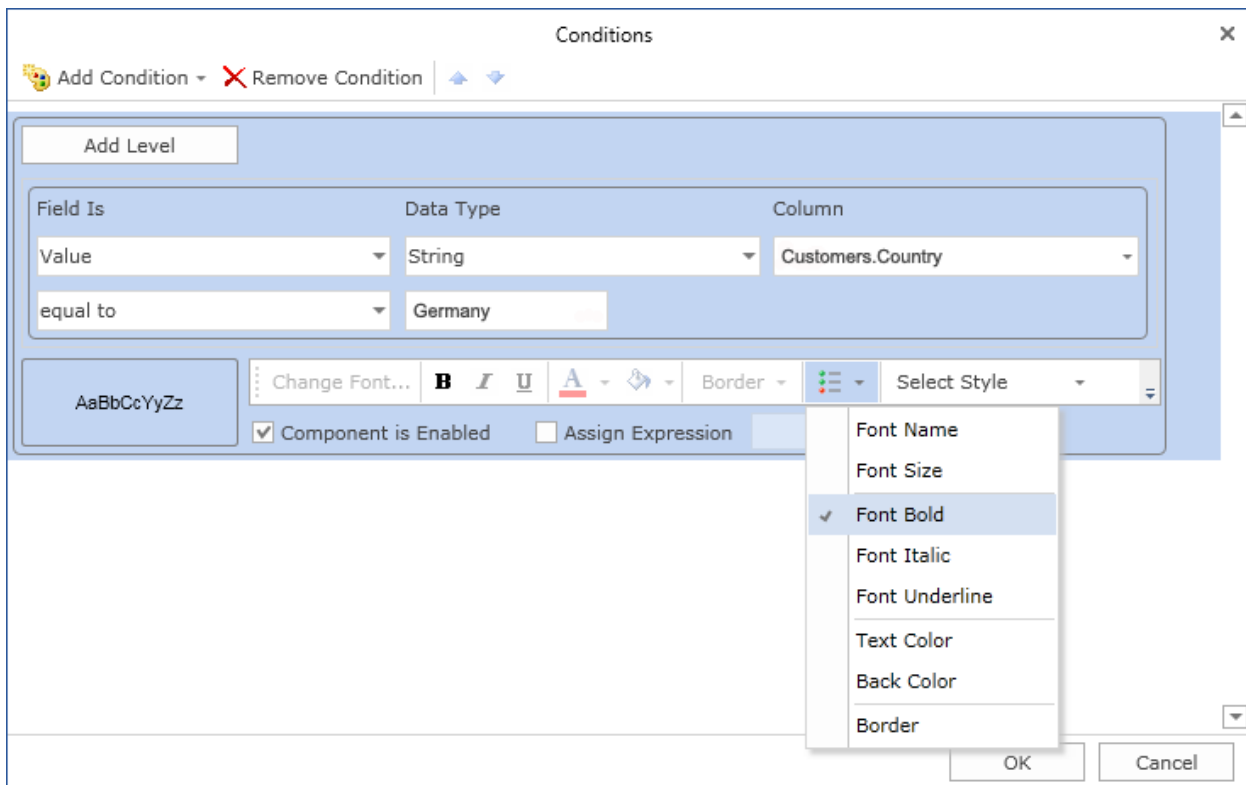 Conditions
Add Condition Remove Condition
Add Level
Field Is Data Type Column
Value String Customers.Country
equal to Germany
AaBbCcYyZz
Change Font... B I U A Border Select Style
Component is Enabled Assign Expression
Font Name
Font Size
Font Bold
Font Italic
Font Underline
Text Color
Back Color
Border
OK Cancel